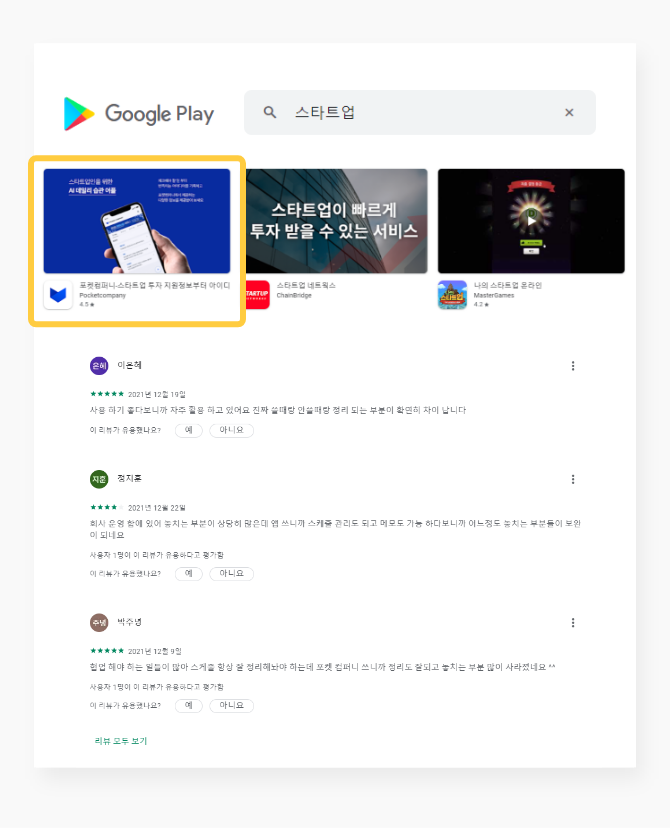 Google Play
스타트업
스타트업인을 위한
AI 데일리 습관 어플
스타트업이 빠르게
투자 받을 수 있는 서비스
포켓컴퍼니-스타트업 투자 지원정보부터 아이디
Pocketcompany
4.5★
STARTUP
스타트업 네트웍스
ChainBridge
나의 스타트업 온라인
MasterGames
4.2★
은혜
이은혜
★★★★★ 2021년 12월 19일
사용 하기 좋다보니까 자주 활용 하고 있어요 진짜 쓸때랑 안쓸때랑 정리 되는 부분이 확연히 차이 납니다
이 리뷰가 유용했나요?
예
아니요
지훈
정지훈
★★★★★ 2021년 12월 22일
회사 운영 함에 있어 놓치는 부분이 상당히 많은데 앱 쓰니까 스케줄 관리도 되고 메모도 기능 하다보니까 어느정도 놓치는 부분들이 보완
이 되네요
사용자 1명이 이 리뷰가 유용하다고 평가함
이 리뷰가 유용했나요?
예
아니요
주녕
박주녕
★★★★★ 2021년 12월 9일
협업 해야 하는 일들이 많아 스케줄 항상 잘 정리해놔야 하는데 포켓 컴퍼니 쓰니까 정리도 잘되고 놓치는 부분 많이 사라졌네요 ^^
사용자 1명이 이 리뷰가 유용하다고 평가함
이 리뷰가 유용했나요?
예
아니요
리뷰 모두 보기